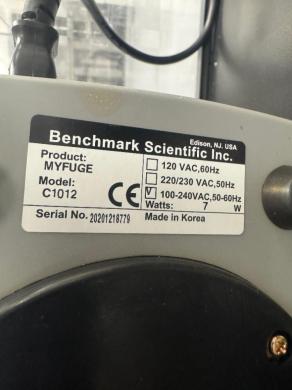 Edison, NJ. USA
Benchmark Scientific Inc.
Product:
MYFUGE
Model:
C1012
CE
120 VAC,60Hz
220/230 VAC,50Hz
100-240VAC,50-60Hz
Watts: 7 W
Serial No. 20201218779
Made in Korea